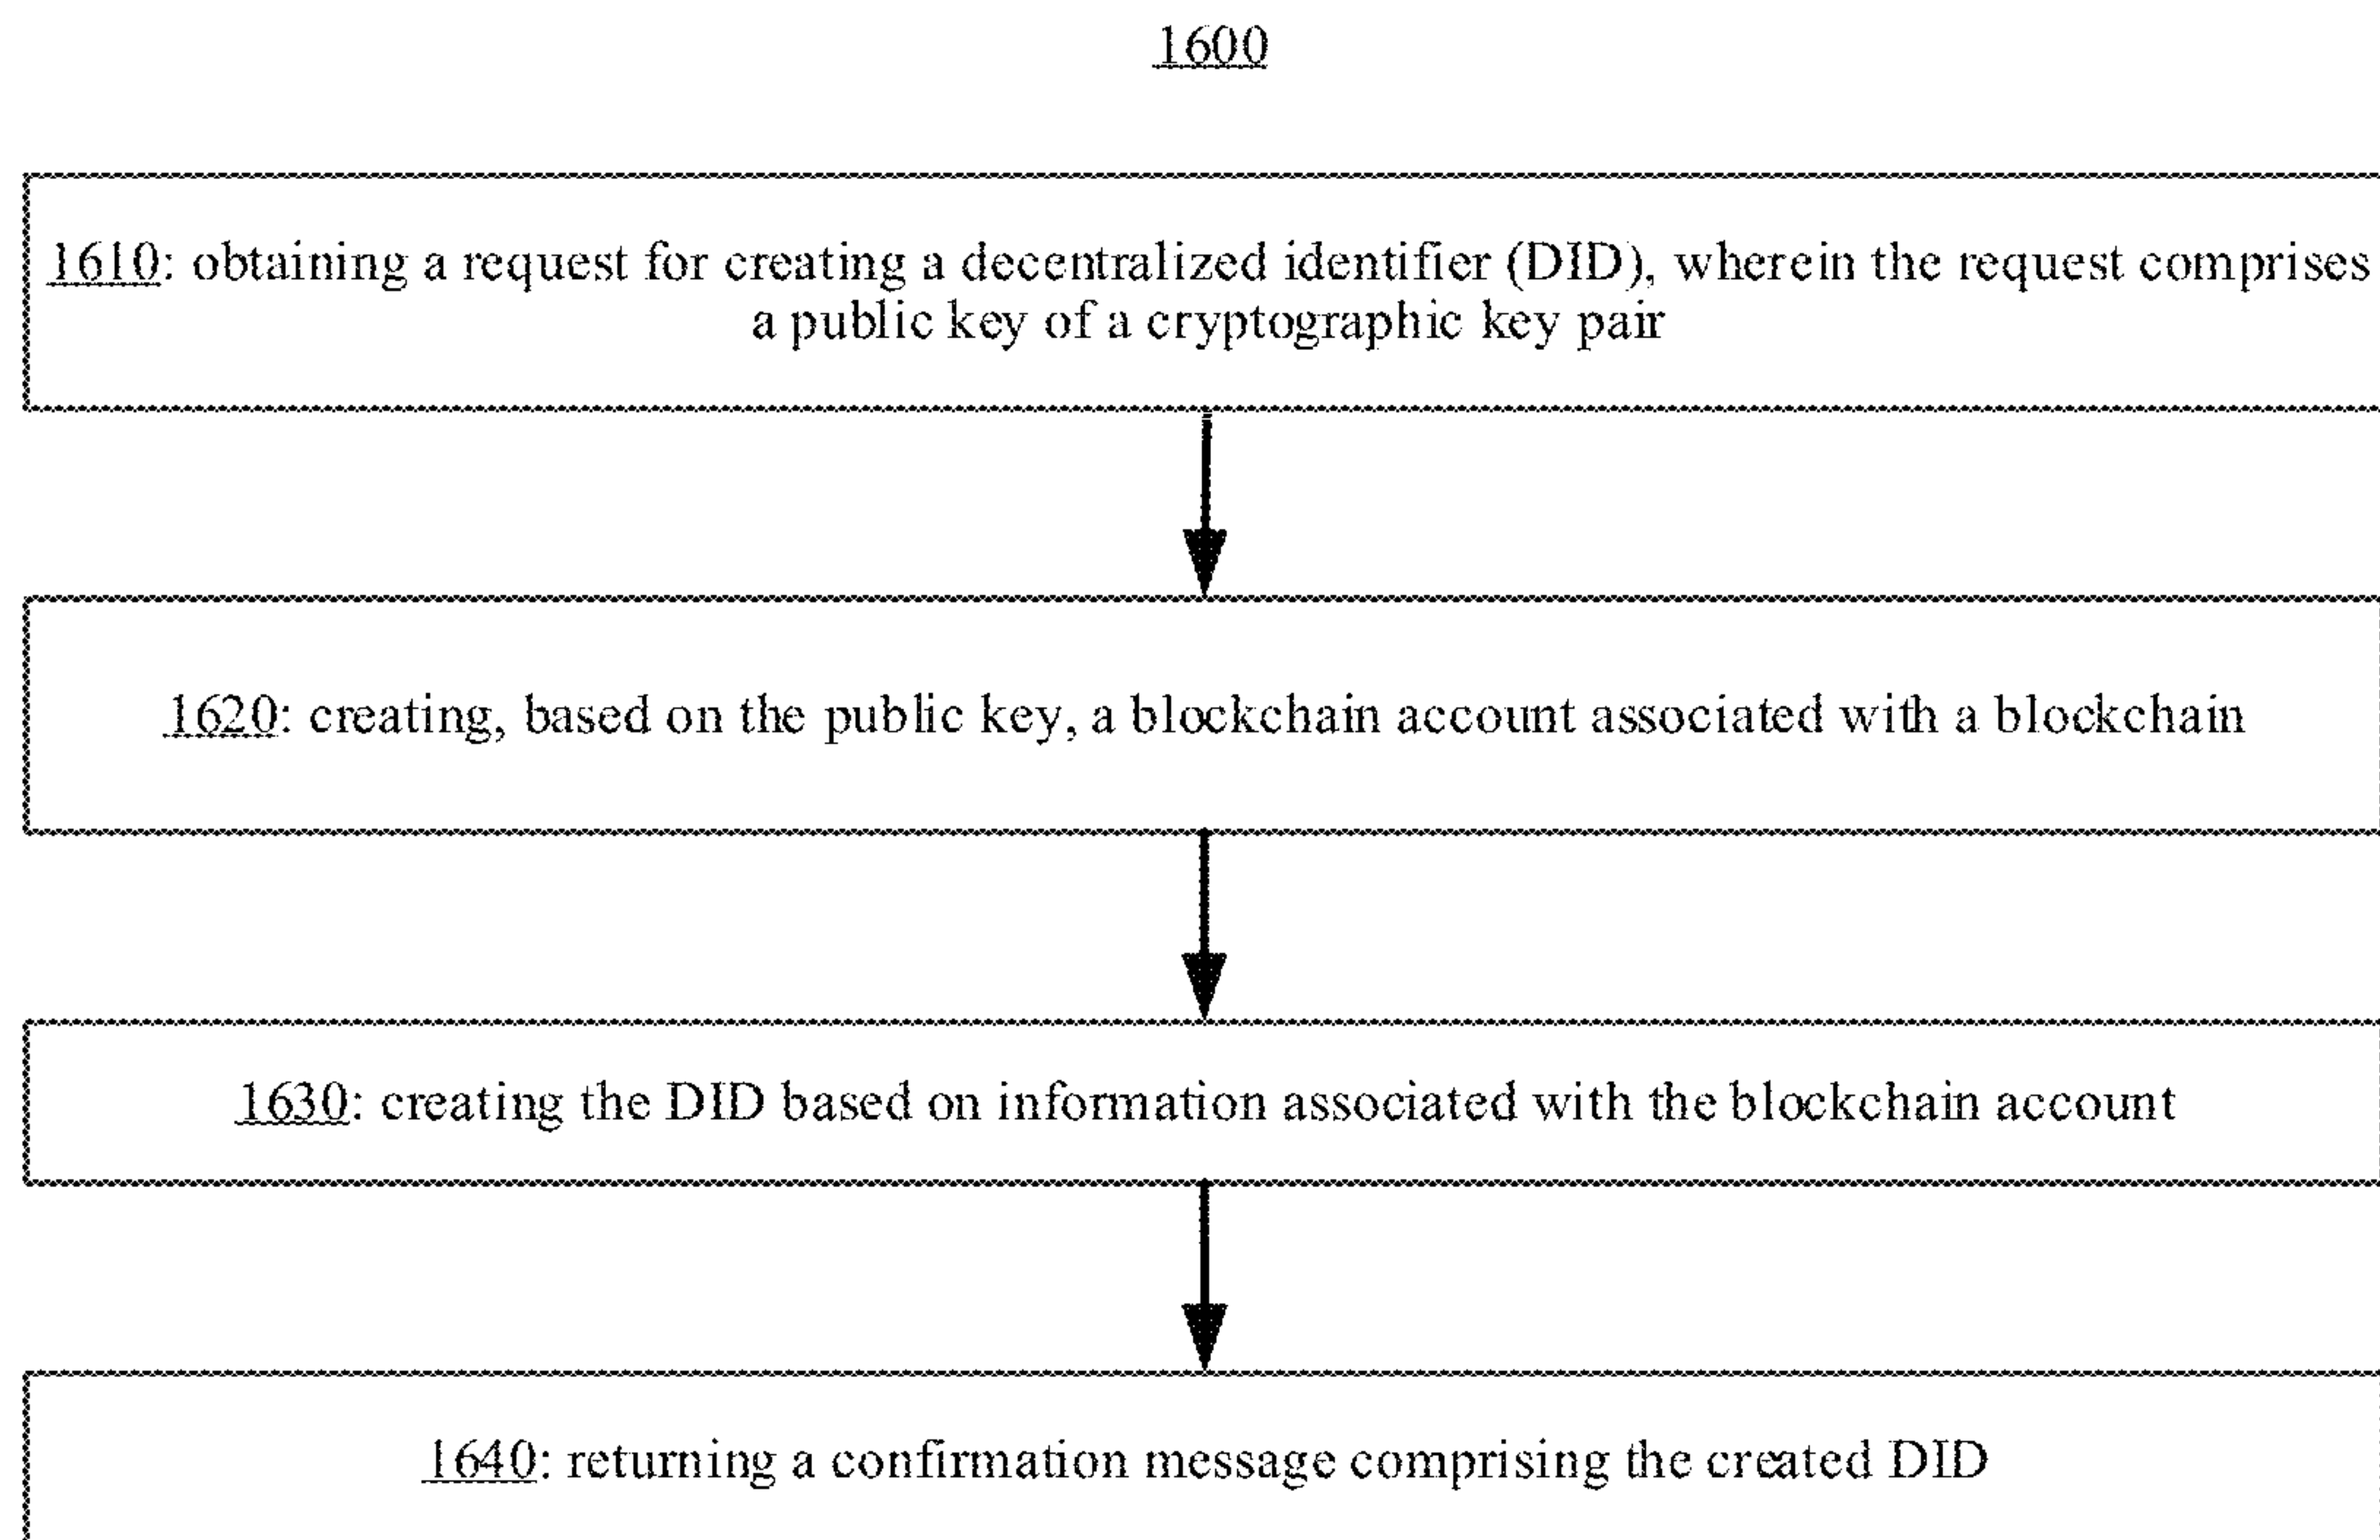 1600
1610: obtaining a request for creating a decentralized identifier (DID), wherein the request comprises
a public key of a cryptographic key pair
1620: creating, based on the public key, a blockchain account associated with a blockchain
1630: creating the DID based on information associated with the blockchain account
1640: returning a confirmation message comprising the created DID